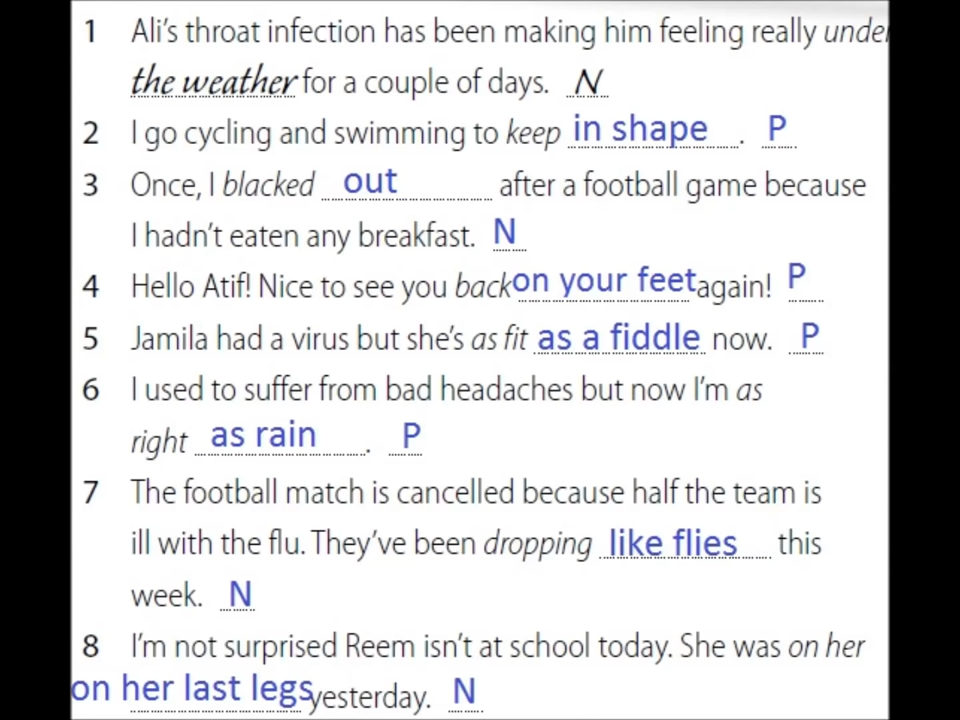 1 Ali's throat infection has been making him feeling really under
the weather for a couple of days. N
2 I go cycling and swimming to keep in shape. P
3 Once, I blacked out after a football game because
I hadn't eaten any breakfast. N
4 Hello Atif! Nice to see you back on your feet again! P
5 Jamila had a virus but she's as fit as a fiddle now. P
6 I used to suffer from bad headaches but now I'm as
right as rain. P
7 The football match is cancelled because half the team is
ill with the flu. They've been dropping like flies this
week. N
8 I'm not surprised Reem isn't at school today. She was on her
on her last legs yesterday. N